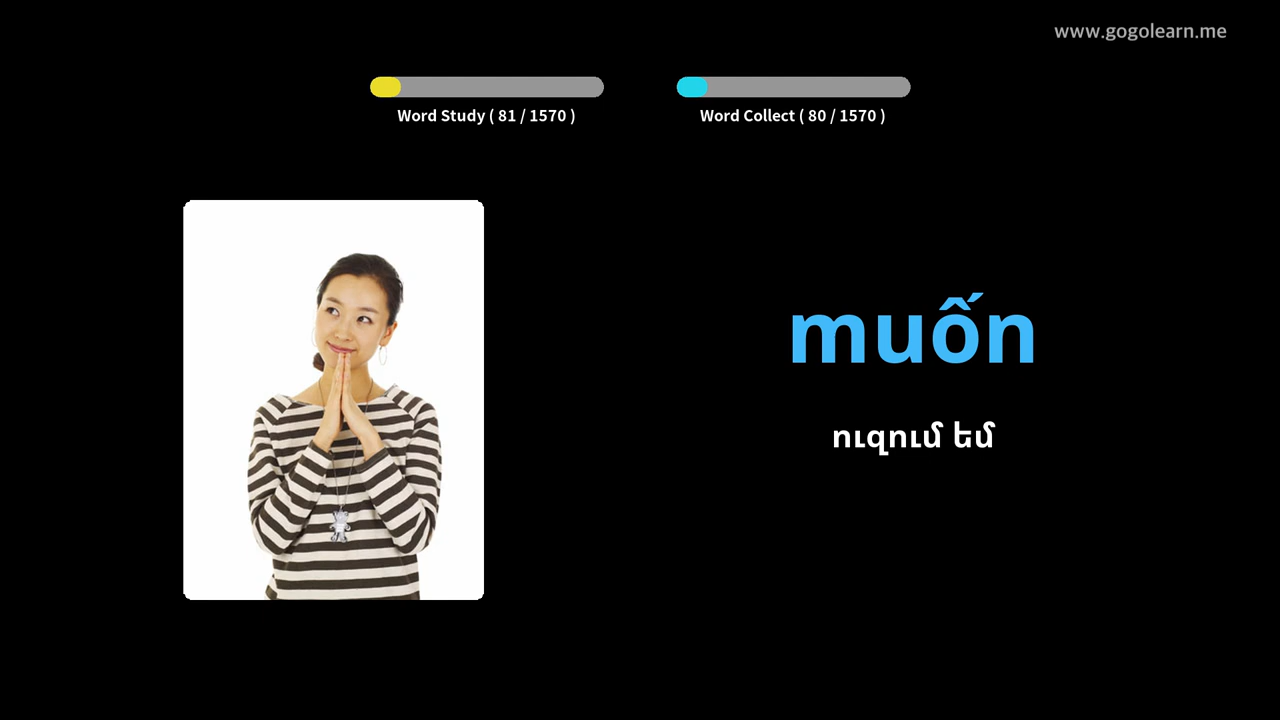 www.gogolearn.me
Word Study ( 81 / 1570 )
Word Collect ( 80 / 1570 )
muốn
ուզում եմ